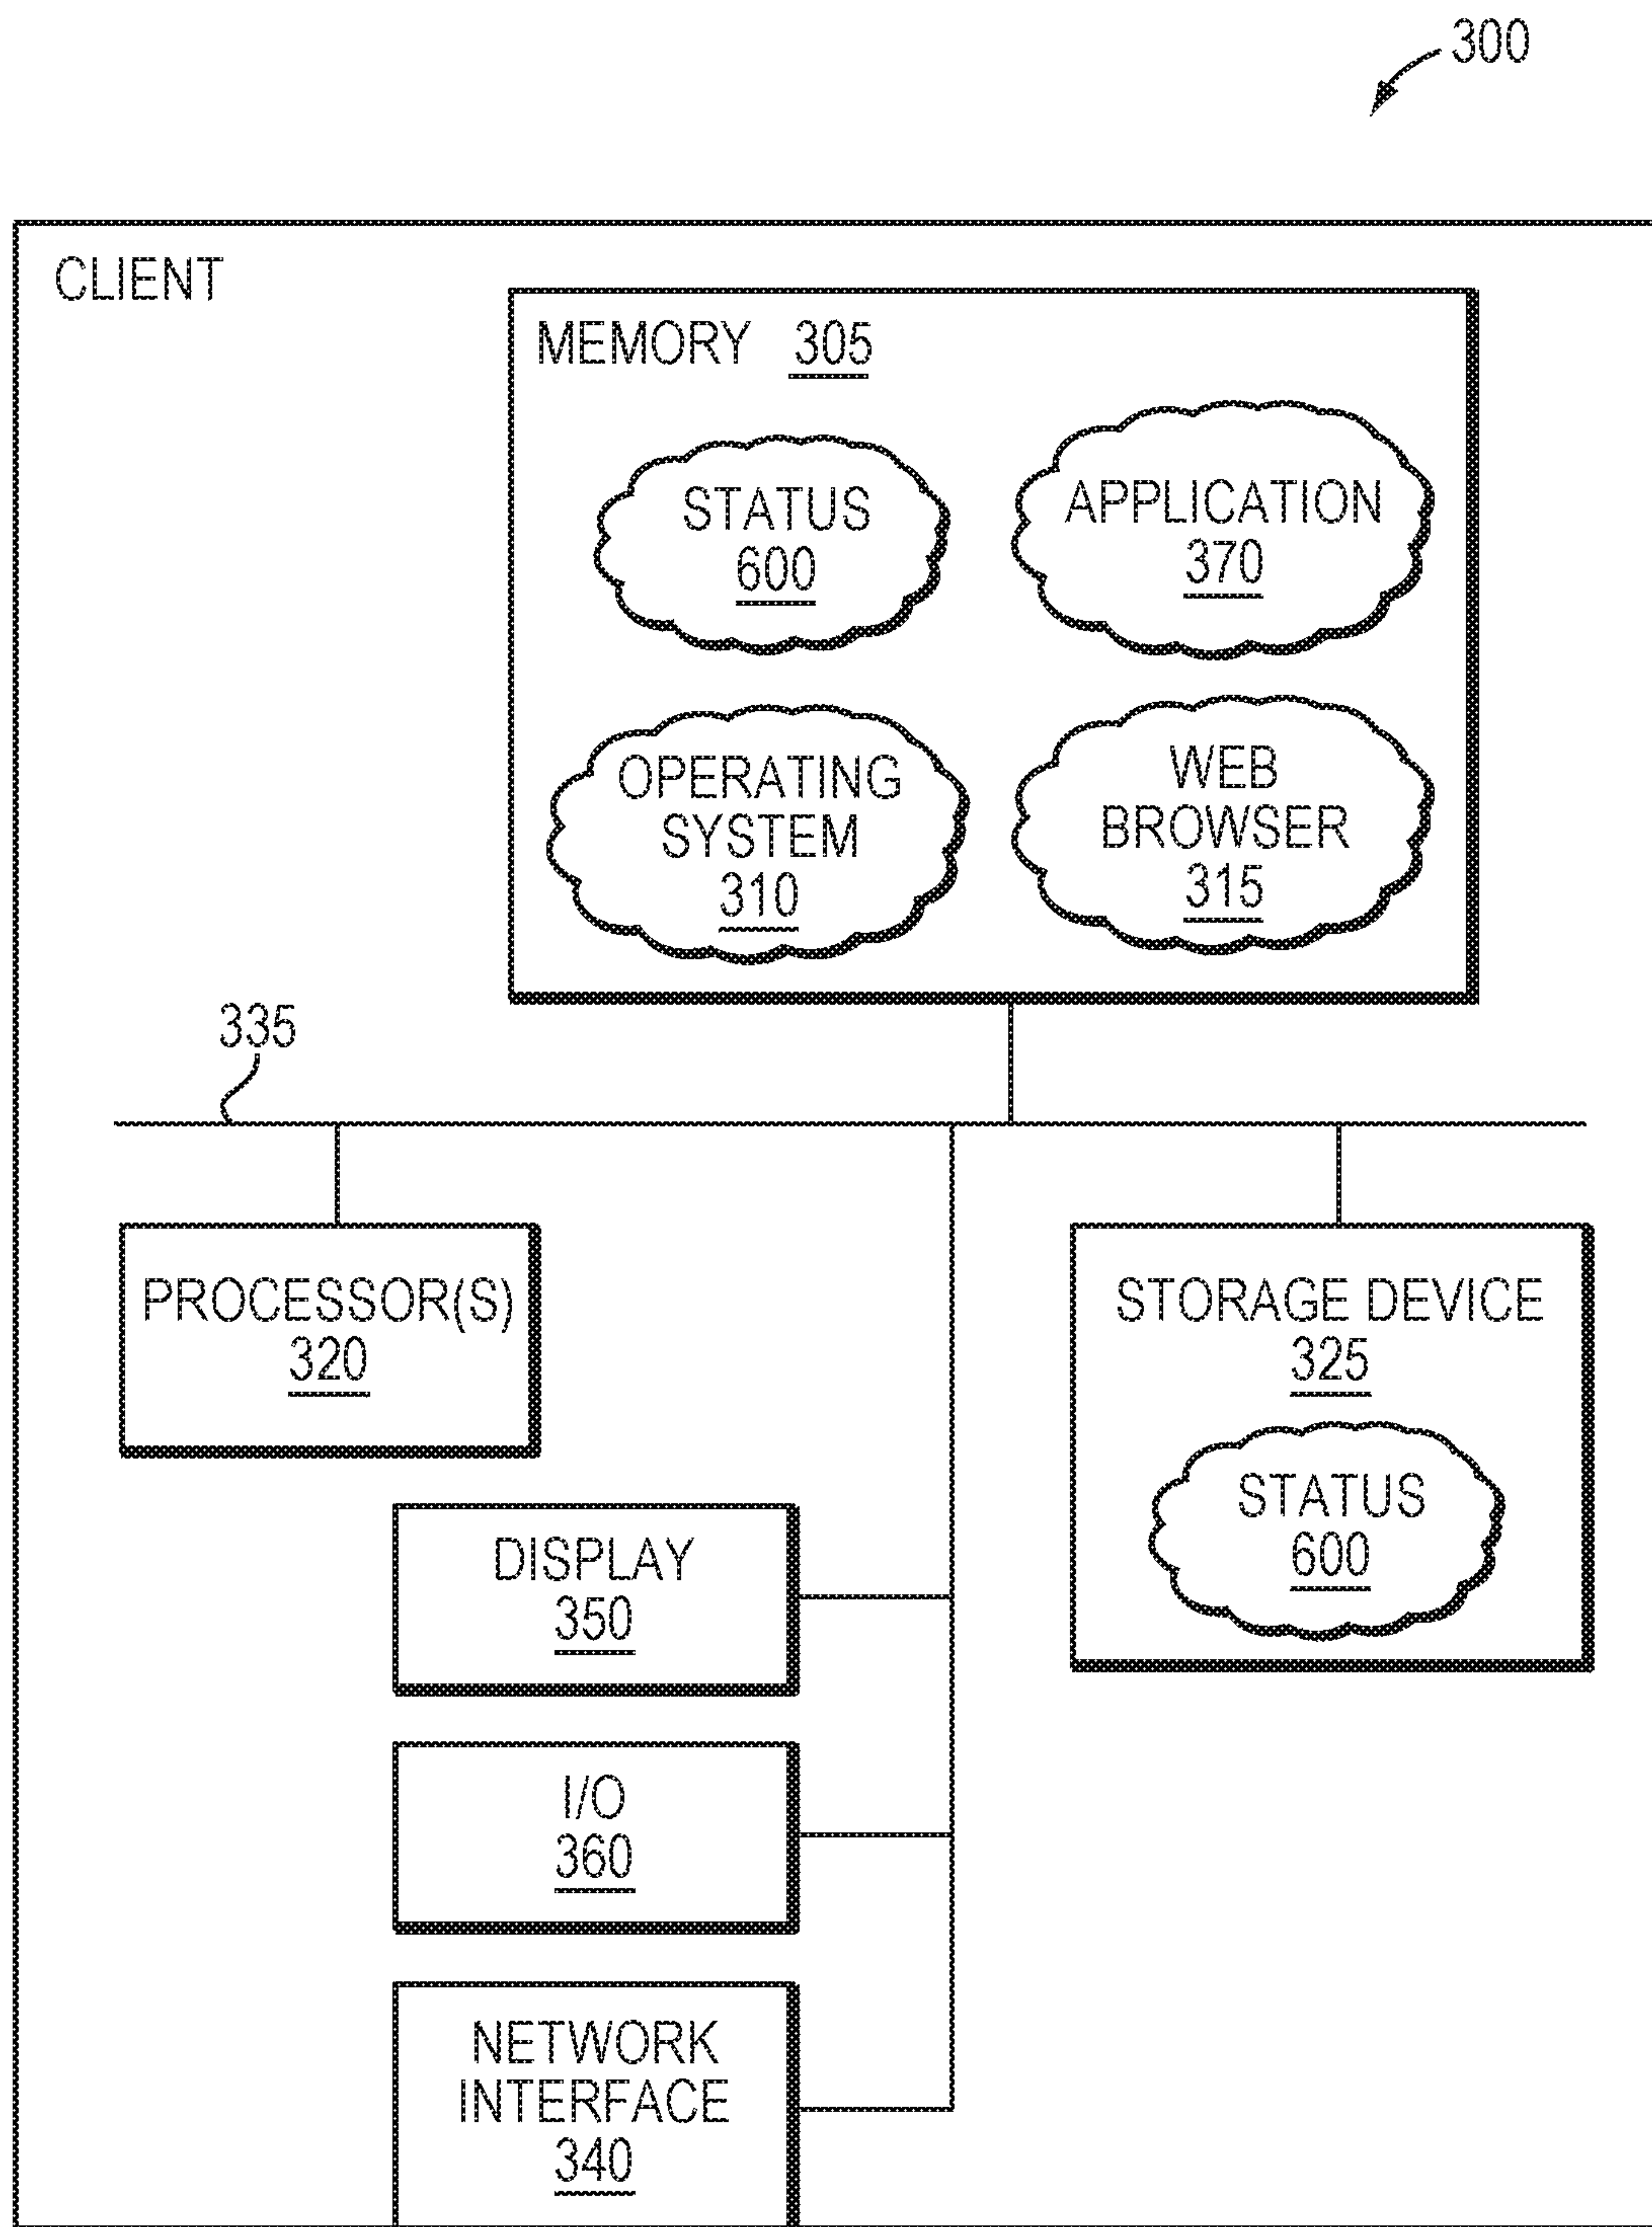 300
CLIENT
MEMORY 305
STATUS
600
APPLICATION
370
OPERATING
SYSTEM
310
WEB
BROWSER
315
335
PROCESSOR(S)
320
STORAGE DEVICE
325
STATUS
600
DISPLAY
350
I/O
360
NETWORK
INTERFACE
340